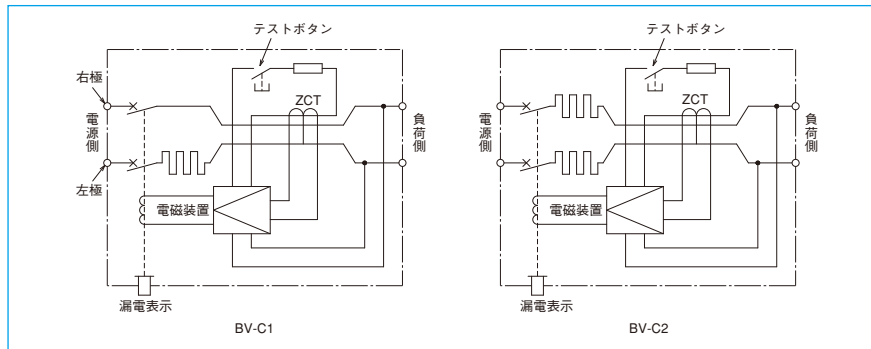 テストボタン
右極
電源側
左極
ZCT
負荷側
電磁装置
漏電表示
BV-C1
テストボタン
電源側
ZCT
負荷側
電磁装置
漏電表示
BV-C2